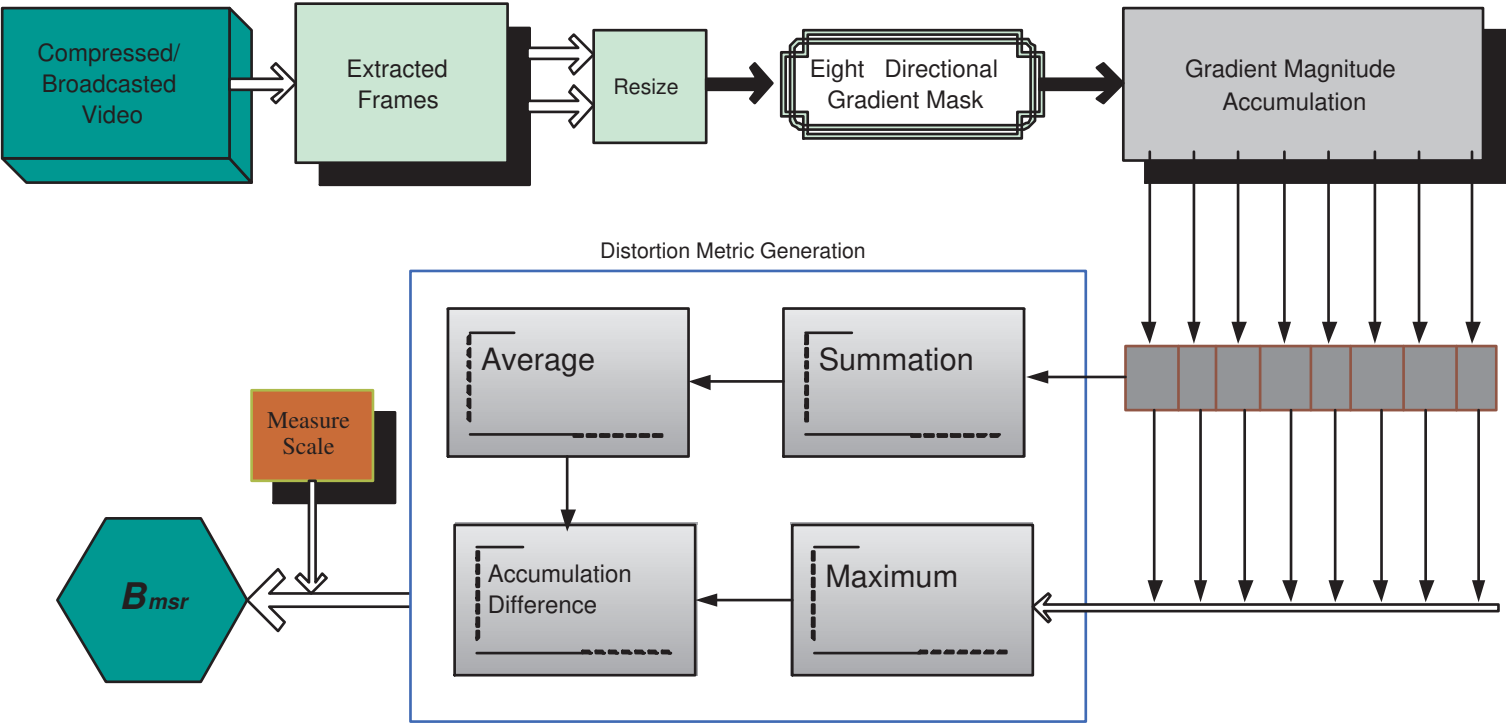 Compressed/
Broadcasted
Video
Extracted
Frames
Resize
Eight Directional
Gradient Mask
Gradient Magnitude
Accumulation
Distortion Metric Generation
Average
Summation
Measure
Scale
Accumulation
Difference
Maximum
Bmsr